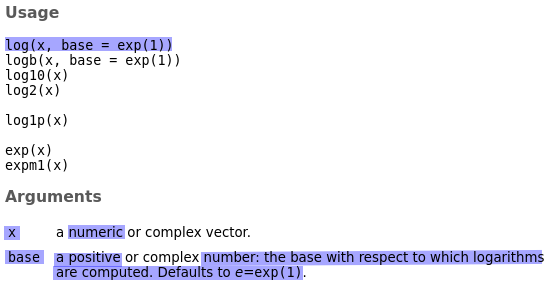 Usage
log(x, base = exp(1))
logb(x, base = exp(1))
log10(x)
log2(x)
log1p(x)
exp(x)
expm1(x)
Arguments
x a numeric or complex vector.
base a positive or complex number: the base with respect to which logarithms
are computed. Defaults to e=exp(1).